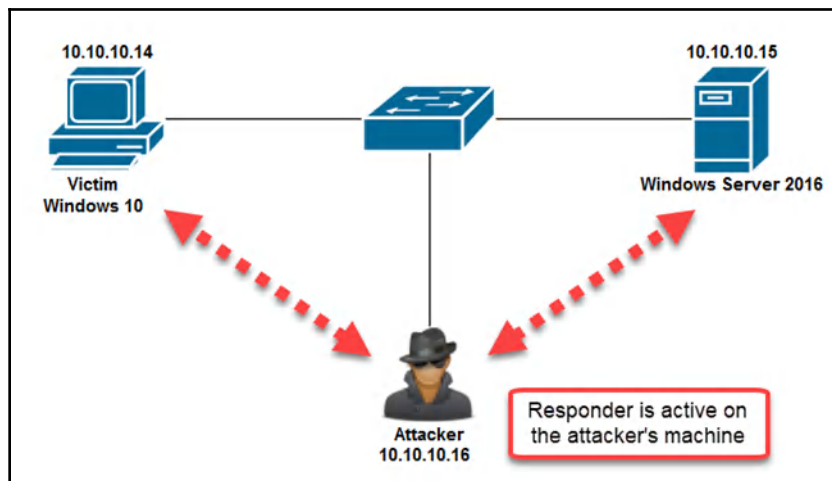 10.10.10.14
10.10.10.15
Victim
Windows 10
Windows Server 2016
Attacker
10.10.10.16
Responder is active on
the attacker's machine